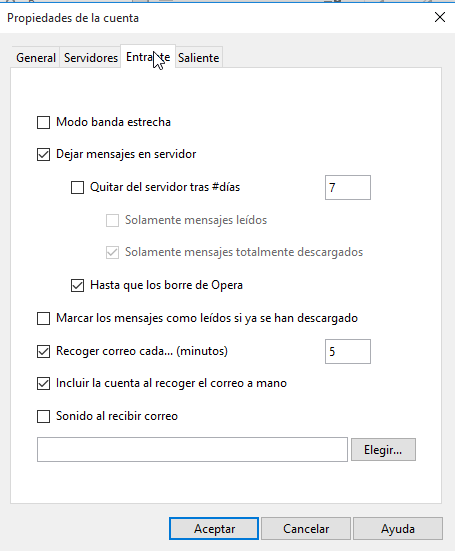 Propiedades de la cuenta
General Servidores Entrante Saliente
Modo banda estrecha
Dejar mensajes en servidor
Quitar del servidor tras #días 7
Solamente mensajes leídos
Solamente mensajes totalmente descargados
Hasta que los borre de Opera
Marcar los mensajes como leídos si ya se han descargado
Recoger correo cada... (minutos) 5
Incluir la cuenta al recoger el correo a mano
Sonido al recibir correo
Elegir...
Aceptar Cancelar Ayuda